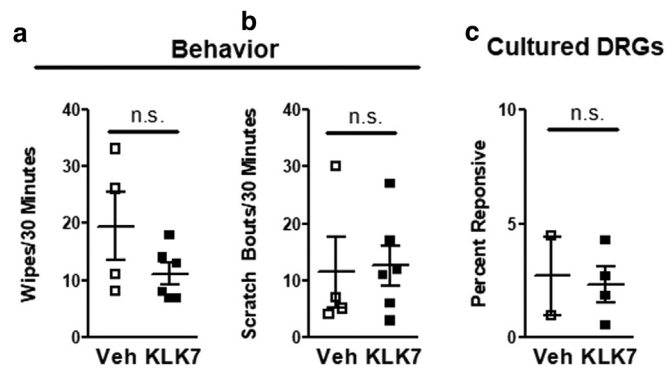 a
b
c
Behavior
Cultured DRGs
n.s.
n.s.
n.s.
Wipes/30 Minutes
40
30
20
10
0
Veh KLK7
Scratch Bouts/30 Minutes
40
30
20
10
0
Veh KLK7
Percent Reponsive
10
5
0
Veh KLK7